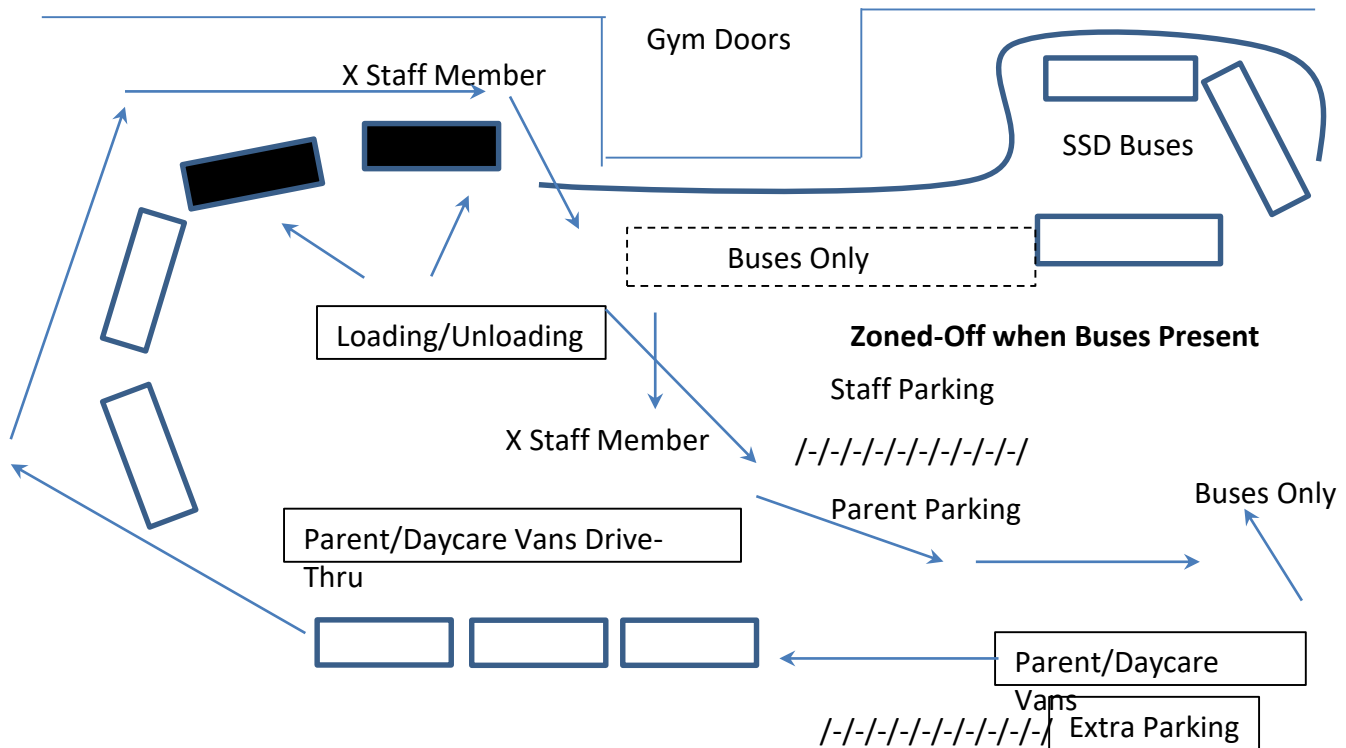 Gym Doors
X Staff Member
SSD Buses
Buses Only
Loading/Unloading
Zoned-Off when Buses Present
Staff Parking
X Staff Member
/-/-/-/-/-/-/-/-/-/-/-/
Buses Only
Parent Parking
Parent/Daycare Vans Drive-
Thru
Parent/Daycare
Vans
/-/-/-/-/-/-/-/-/-/-/-/
Extra Parking